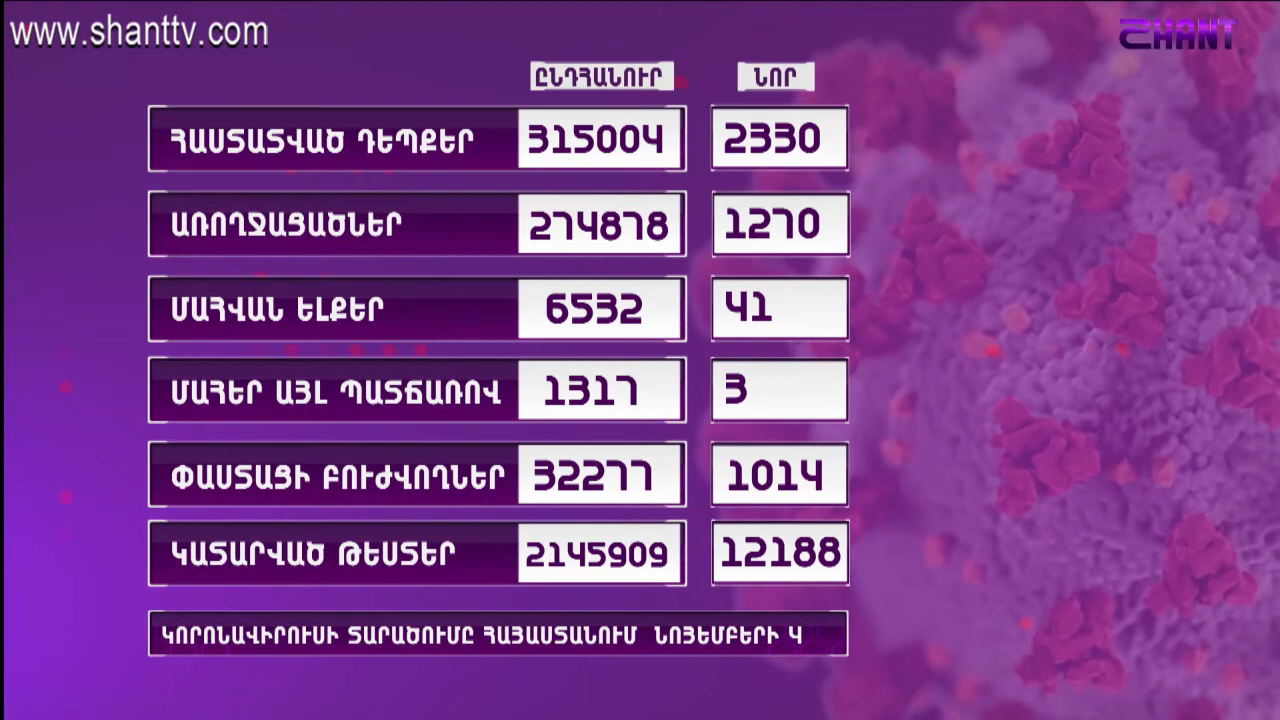 www.shanttv.com
SHANT
ԸՆԴՀԱՆՈՒՐ ՆՈՐ
ՀԱՍՏԱՏՎԱԾ ԴԵՊՔԵՐ 315004 2330
ԱՌՈՂՋԱՑԱԾՆԵՐ 274878 1270
ՄԱՀՎԱՆ ԵԼՔԵՐ 6532 41
ՄԱՀԵՐ ԱՅԼ ՊԱՏՃԱՌՈՎ 1317 3
ՓԱՍՏԱՑԻ ԲՈՒԺՎՈՂՆԵՐ 32277 1014
ԿԱՏԱՐՎԱԾ ԹԵՍՏԵՐ 2145909 12188
ԿՈՐՈՆԱՎԻՐՈՒՍԻ ՏԱՐԱԾՈՒՄԸ ՀԱՅԱՍՏԱՆՈՒՄ ՆՈՅԵՄԲԵՐԻ 4